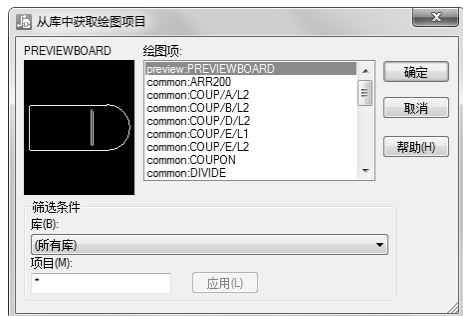 从库中获取绘图项目
PREVIEWBOARD
绘图项:
preview:PREVIEWBOARD
common:ARR200
common:COUP/A/L2
common:COUP/B/L2
common:COUP/D/L2
common:COUP/E/L1
common:COUP/E/L2
common:COUPON
common:DIVIDE
确定
取消
帮助(H)
筛选条件
库(B):
(所有库)
项目(M):
*
应用(L)